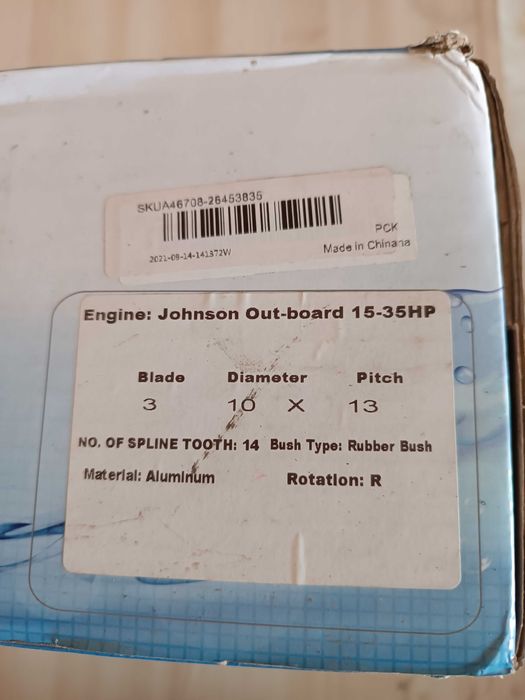 SKUA46708-26453835
PCK
2021-09-14-141372W
Made in Chinana
Engine: Johnson Out-board 15-35HP
Blade Diameter Pitch
3 10 X 13
NO. OF SPLINE TOOTH: 14 Bush Type: Rubber Bush
Material: Aluminum Rotation: R